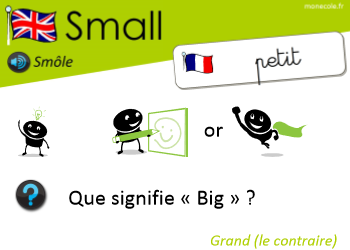 monecole.fr
Small
Smôle
petit
or
?
Que signifie « Big » ?
Grand (le contraire)